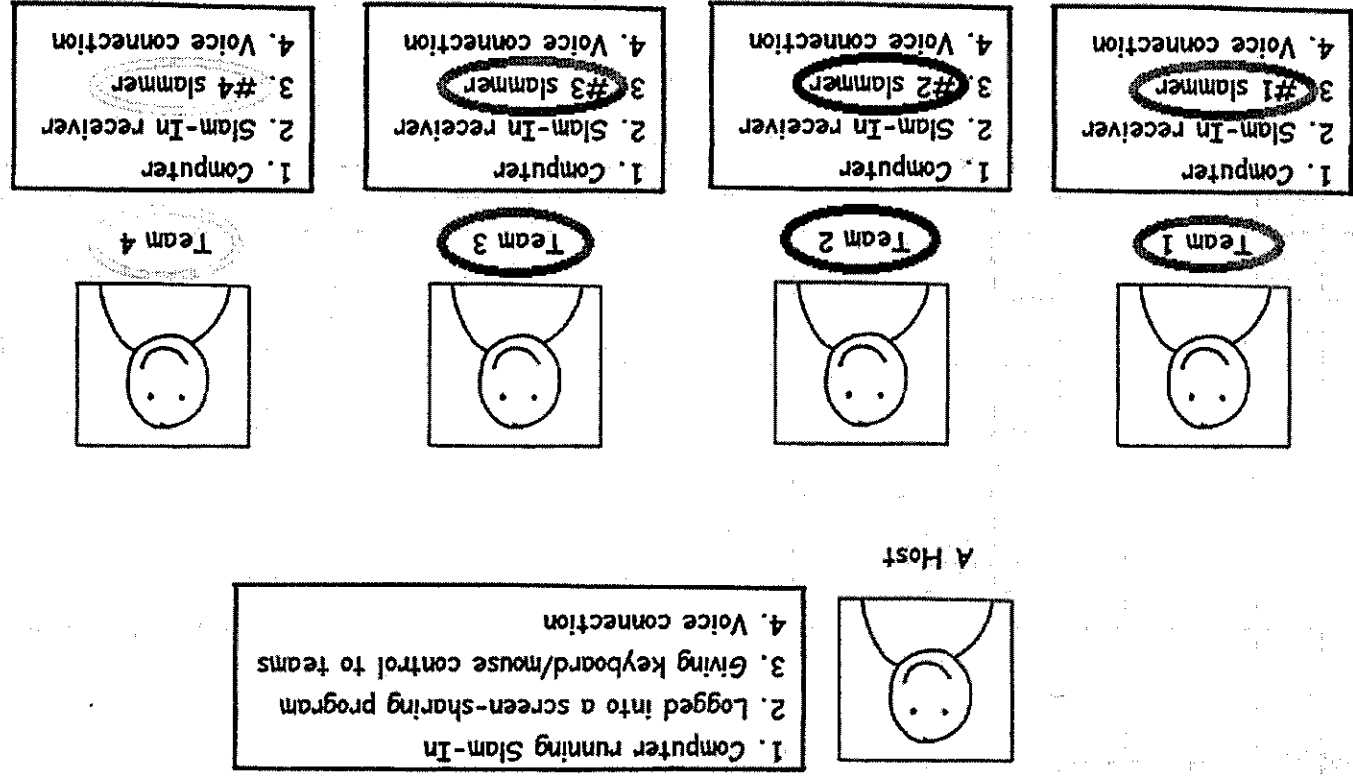 1. Computer running Slam-In
2. Logged into a screen-sharing program
3. Giving keyboard/mouse control to teams
4. Voice connection
A Host
Team 1
1. Computer
2. Slam-In receiver
3. #1 slammer
4. Voice connection
Team 2
1. Computer
2. Slam-In receiver
3. #2 slammer
4. Voice connection
Team 3
1. Computer
2. Slam-In receiver
3 #3 slammer
4. Voice connection
Team 4
1. Computer
2. Slam-In receiver
3. #4 slammer
4. Voice connection